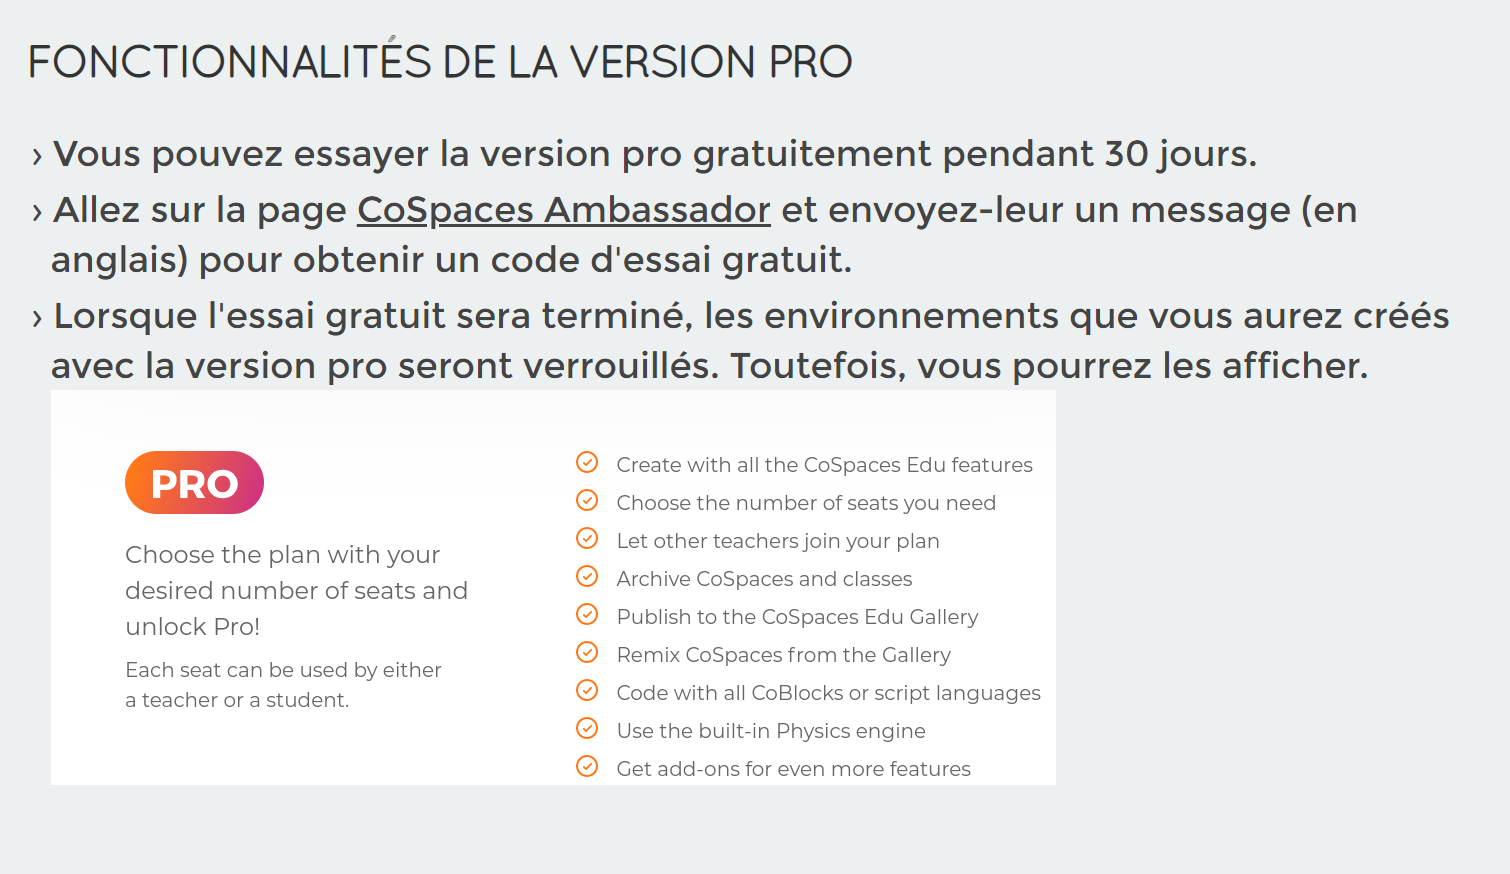 FONCTIONNALITÉS DE LA VERSION PRO
› Vous pouvez essayer la version pro gratuitement pendant 30 jours.
› Allez sur la page CoSpaces Ambassador et envoyez-leur un message (en
anglais) pour obtenir un code d'essai gratuit.
› Lorsque l'essai gratuit sera terminé, les environnements que vous aurez créés
avec la version pro seront verrouillés. Toutefois, vous pourrez les afficher.
PRO
Choose the plan with your
desired number of seats and
unlock Pro!
Each seat can be used by either
a teacher or a student.
Create with all the CoSpaces Edu features
Choose the number of seats you need
Let other teachers join your plan
Archive CoSpaces and classes
Publish to the CoSpaces Edu Gallery
Remix CoSpaces from the Gallery
Code with all CoBlocks or script languages
Use the built-in Physics engine
Get add-ons for even more features